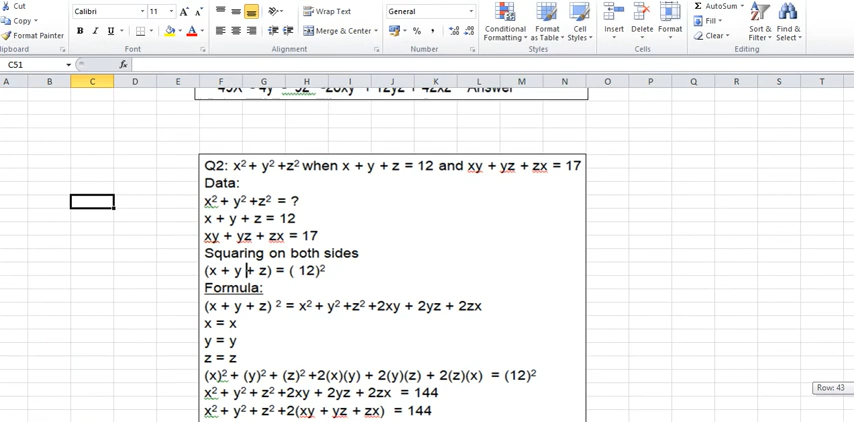 Cut
Copy
Format Painter
lipboard
Calibri 11 A A
B I U A
Font
Wrap Text
Merge & Center
Alignment
General
$ % , .0 .00 .00 .0
Number
Conditional Formatting
Format as Table
Cell Styles
Styles
Insert Delete Format
Cells
Σ AutoSum
Fill
Clear
Sort & Filter
Find & Select
Editing
C51 fx
A B C D E F G H I J K L M N O P Q R S T
Answer
Q2: x² + y² +z² when x + y + z = 12 and xy + yz + zx = 17
Data:
x² + y² +z² = ?
x + y + z = 12
xy + yz + zx = 17
Squaring on both sides
(x + y + z) = ( 12)²
Formula:
(x + y + z) ² = x² + y² +z² +2xy + 2yz + 2zx
x = x
y = y
z = z
(x)² + (y)² + (z)² +2(x)(y) + 2(y)(z) + 2(z)(x) = (12)²
x² + y² + z² +2xy + 2yz + 2zx = 144
x² + y² + z² +2(xy + yz + zx) = 144
Row: 43